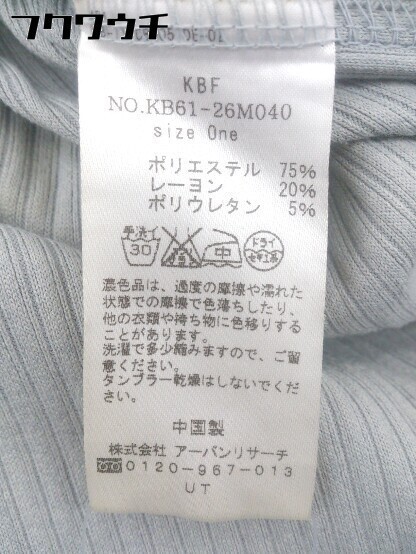 フクウウチ
KBF
NO.KB61-26M040
size One
ポリエステル 75%
レーヨン 20%
ポリウレタン 5%
手洗イ
30
中
ドライ
セキユ系
濃色品は、過度の摩擦や濡れた
状態での摩擦で色落ちしたり、
他の衣類や持ち物に色移りする
ことがあります。
洗濯で多少縮みますので、ご留
意ください。
タンブラー乾燥はしないでくだ
さい。
中国製
株式会社 アーバンリサーチ
0120-967-013
UT